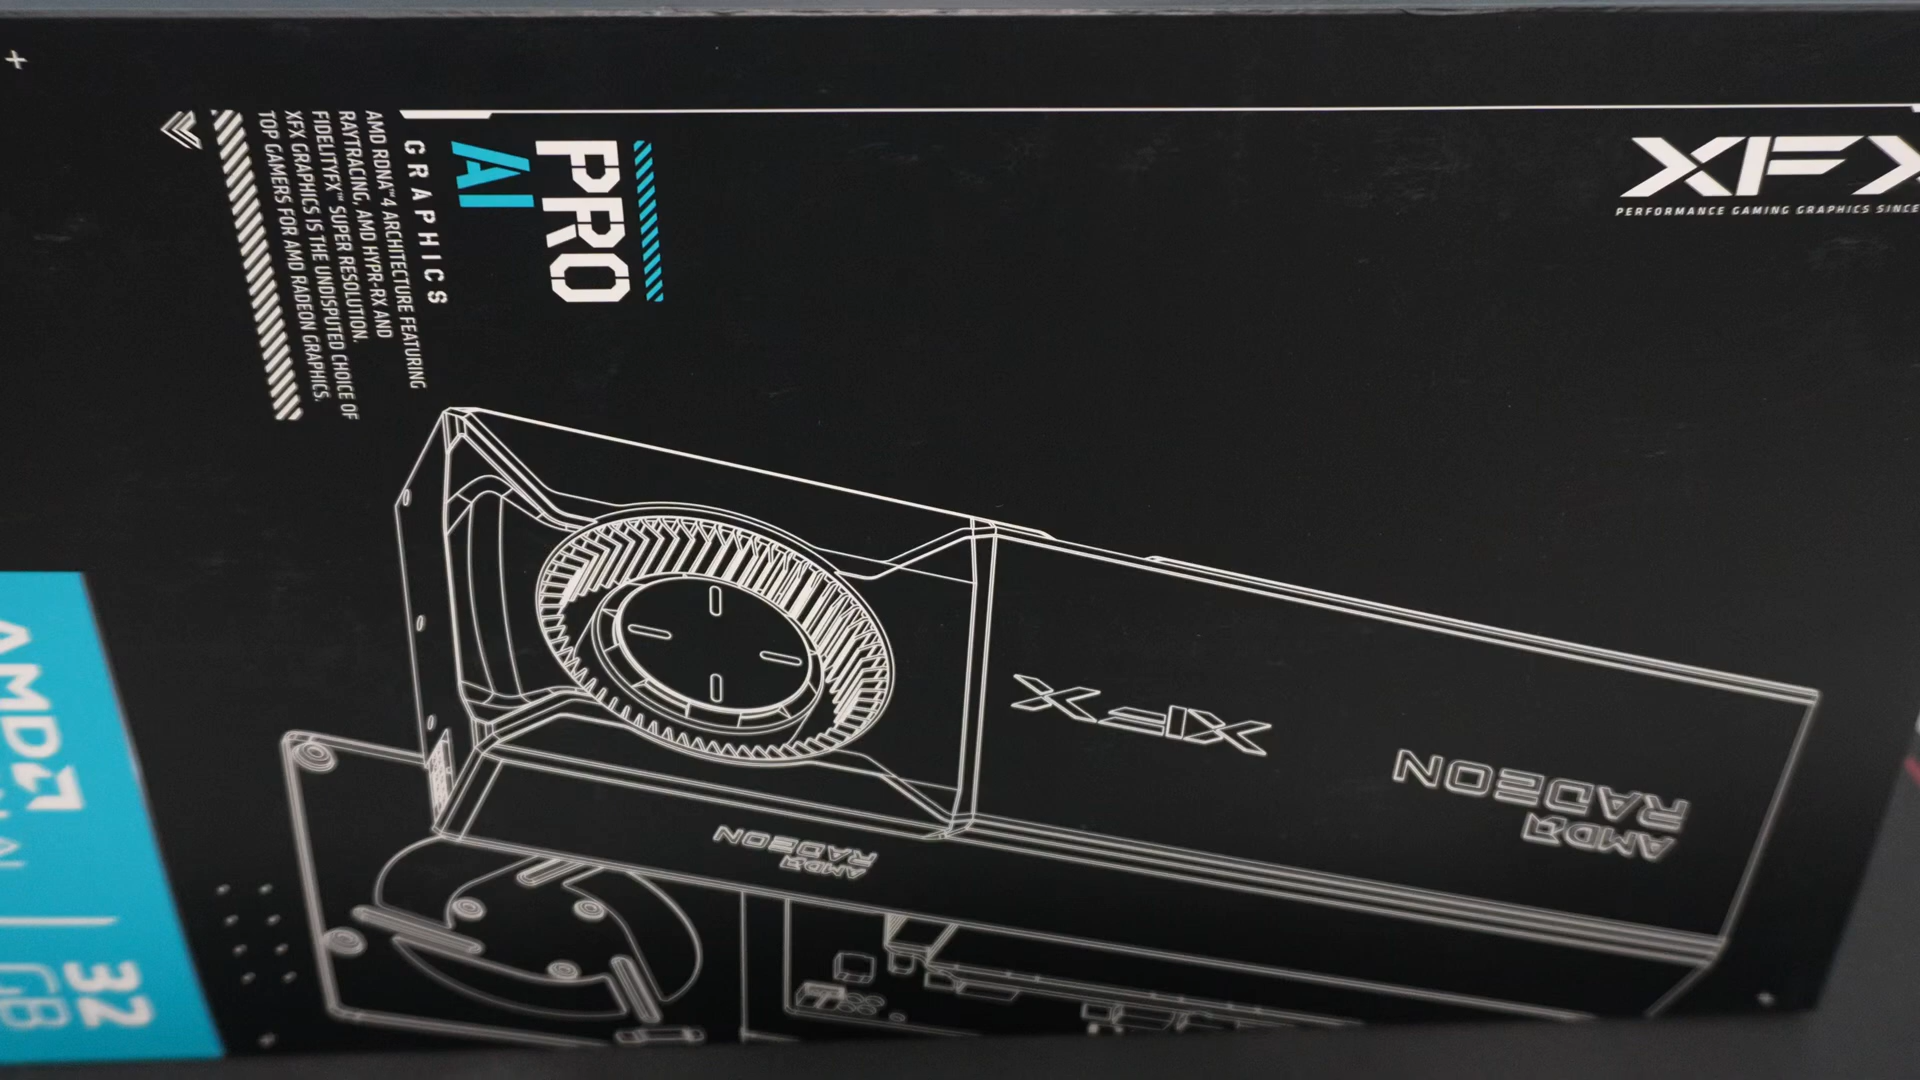 XFX
PERFORMANCE GAMING GRAPHICS SINCE
PRO
AI
GRAPHICS
AMD RDNA™ 4 ARCHITECTURE FEATURING
RAYTRACING, AMD HYPR-RX AND
FIDELITYFX™ SUPER RESOLUTION.
XFX GRAPHICS IS THE UNDISPUTED CHOICE OF
TOP GAMERS FOR AMD RADEON GRAPHICS.
XFX
AMD
RADEON
AMD
RADEON
AMD
32
GB